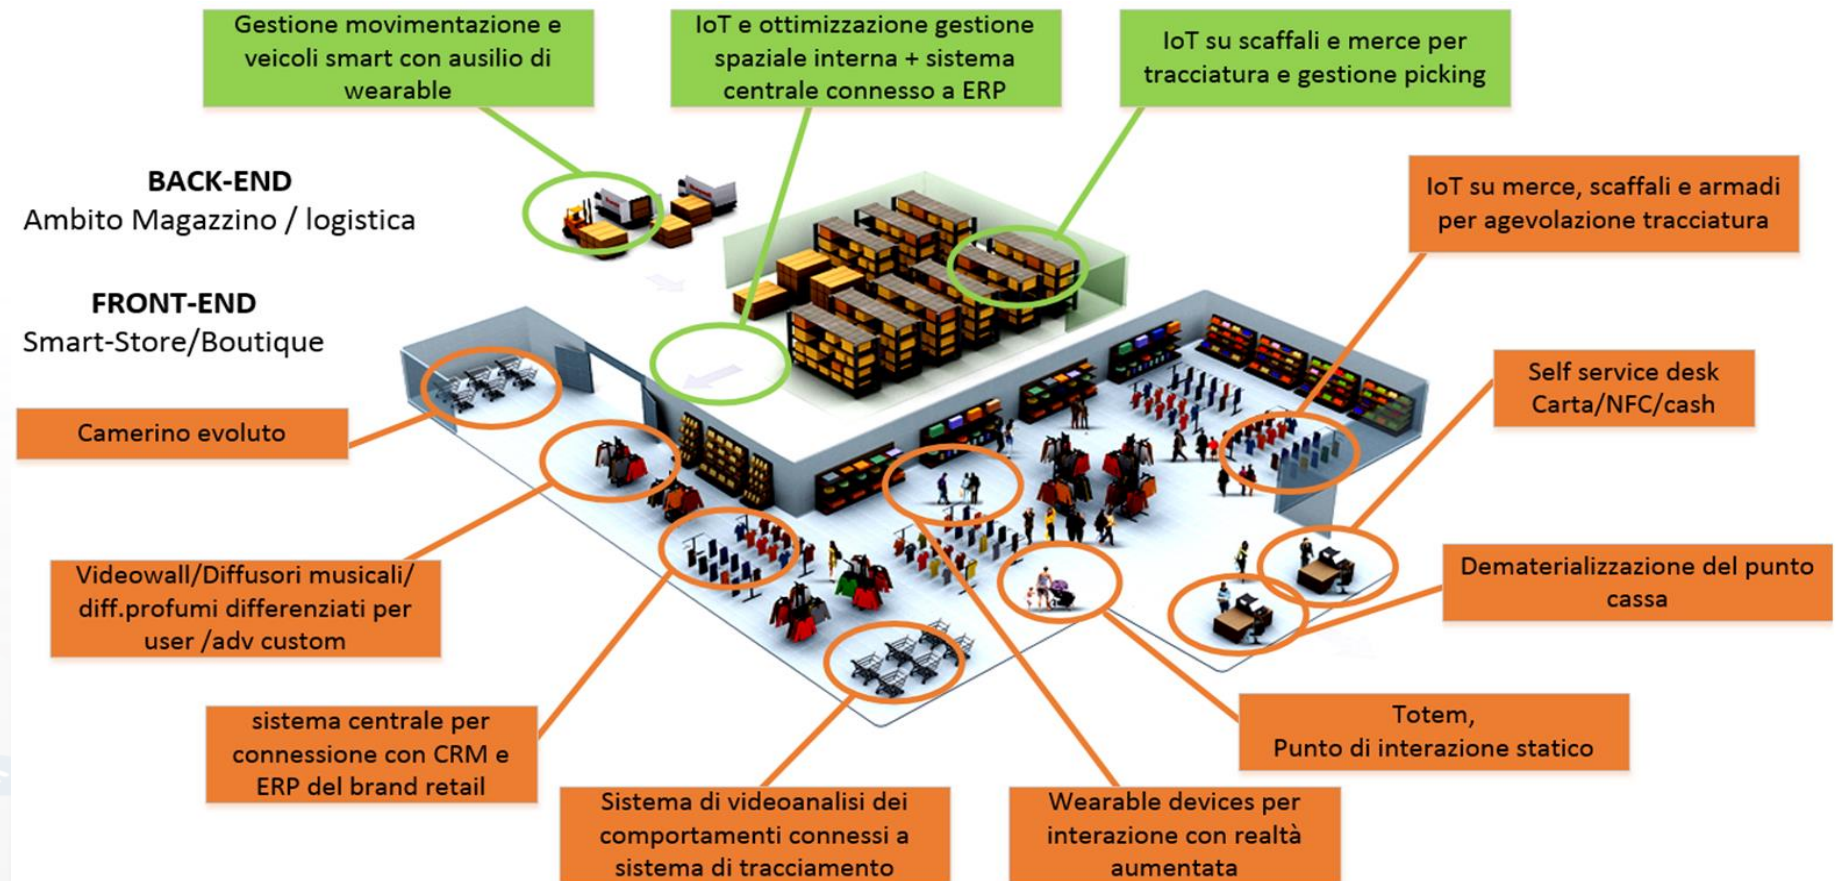 Gestione movimentazione e
veicoli smart con ausilio di
wearable
IoT e ottimizzazione gestione
spaziale interna + sistema
centrale connesso a ERP
IoT su scaffali e merce per
tracciatura e gestione picking
BACK-END
Ambito Magazzino / logistica
IoT su merce, scaffali e armadi
per agevolazione tracciatura
FRONT-END
Smart-Store/Boutique
Self service desk
Carta/NFC/cash
Camerino evoluto
Videowall/Diffusori musicali/
diff.profumi differenziati per
user /adv custom
Dematerializzazione del punto
cassa
sistema centrale per
connessione con CRM e
ERP del brand retail
Totem,
Punto di interazione statico
Sistema di videoanalisi dei
comportamenti connessi a
sistema di tracciamento
Wearable devices per
interazione con realtà
aumentata